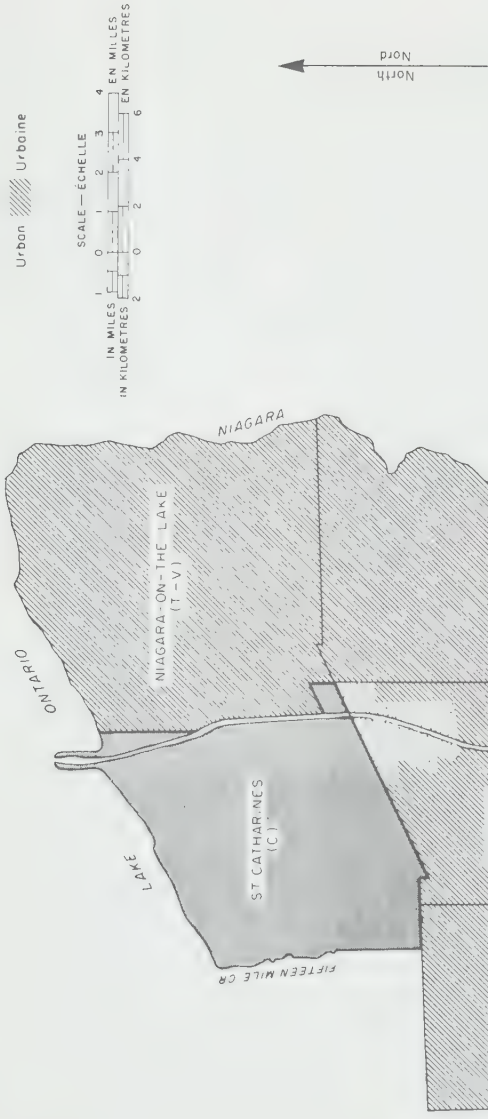 Urban Urbaine
SCALE — ÉCHELLE
1 0 1 2 3 4
IN MILES EN MILLES
IN KILOMETRES EN KILOMETRES
2 0 2 4 6
North
Nord
LAKE ONTARIO
NIAGARA
NIAGARA-ON-THE LAKE
(T-V)
ST CATHARINES
(C)
FIFTEEN MILE CR